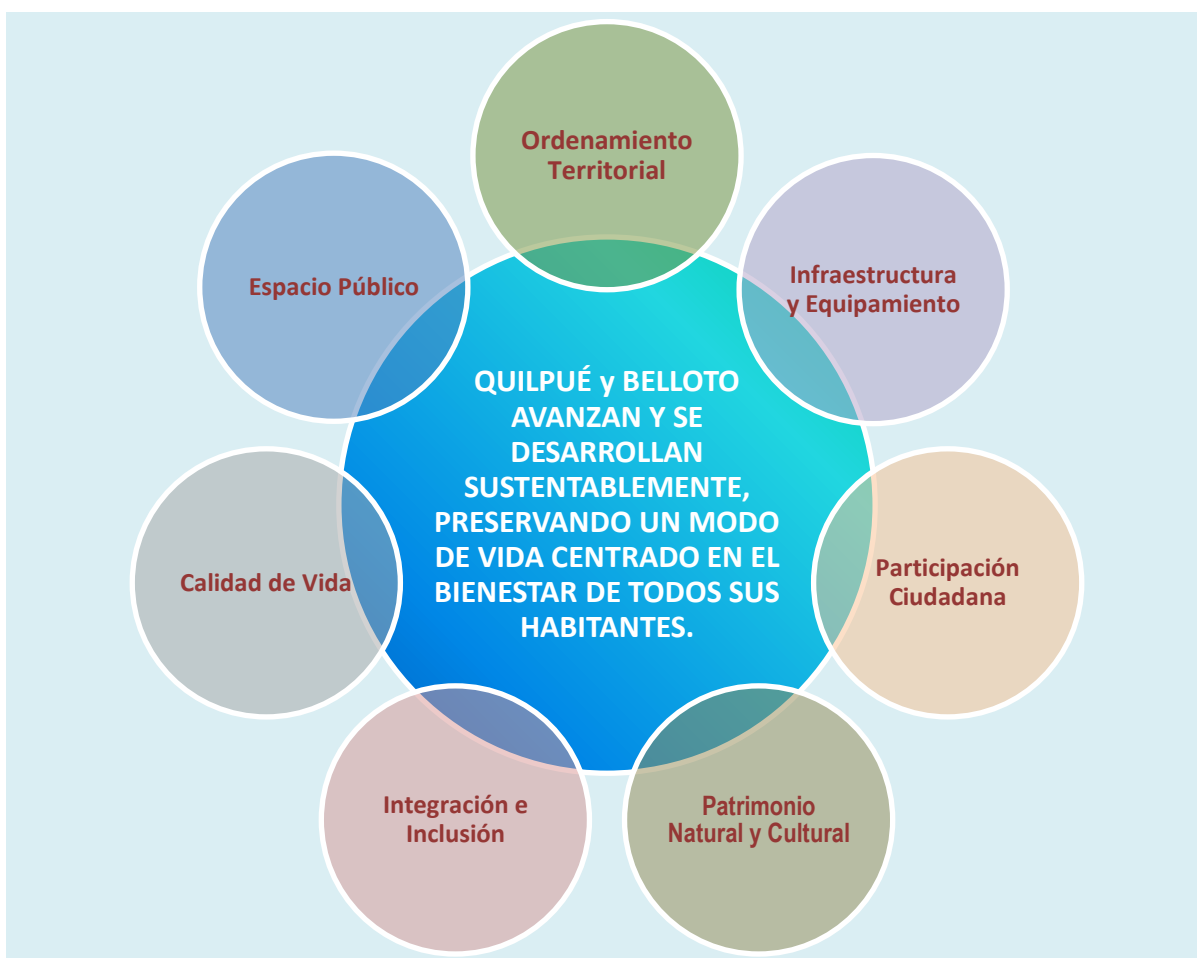 Ordenamiento
Territorial
Infraestructura
y Equipamiento
Participación
Ciudadana
Patrimonio
Natural y Cultural
Integración e
Inclusión
Calidad de Vida
Espacio Público
QUILPUÉ y BELLOTO
AVANZAN Y SE
DESARROLLAN
SUSTENTABLEMENTE,
PRESERVANDO UN MODO
DE VIDA CENTRADO EN EL
BIENESTAR DE TODOS SUS
HABITANTES.